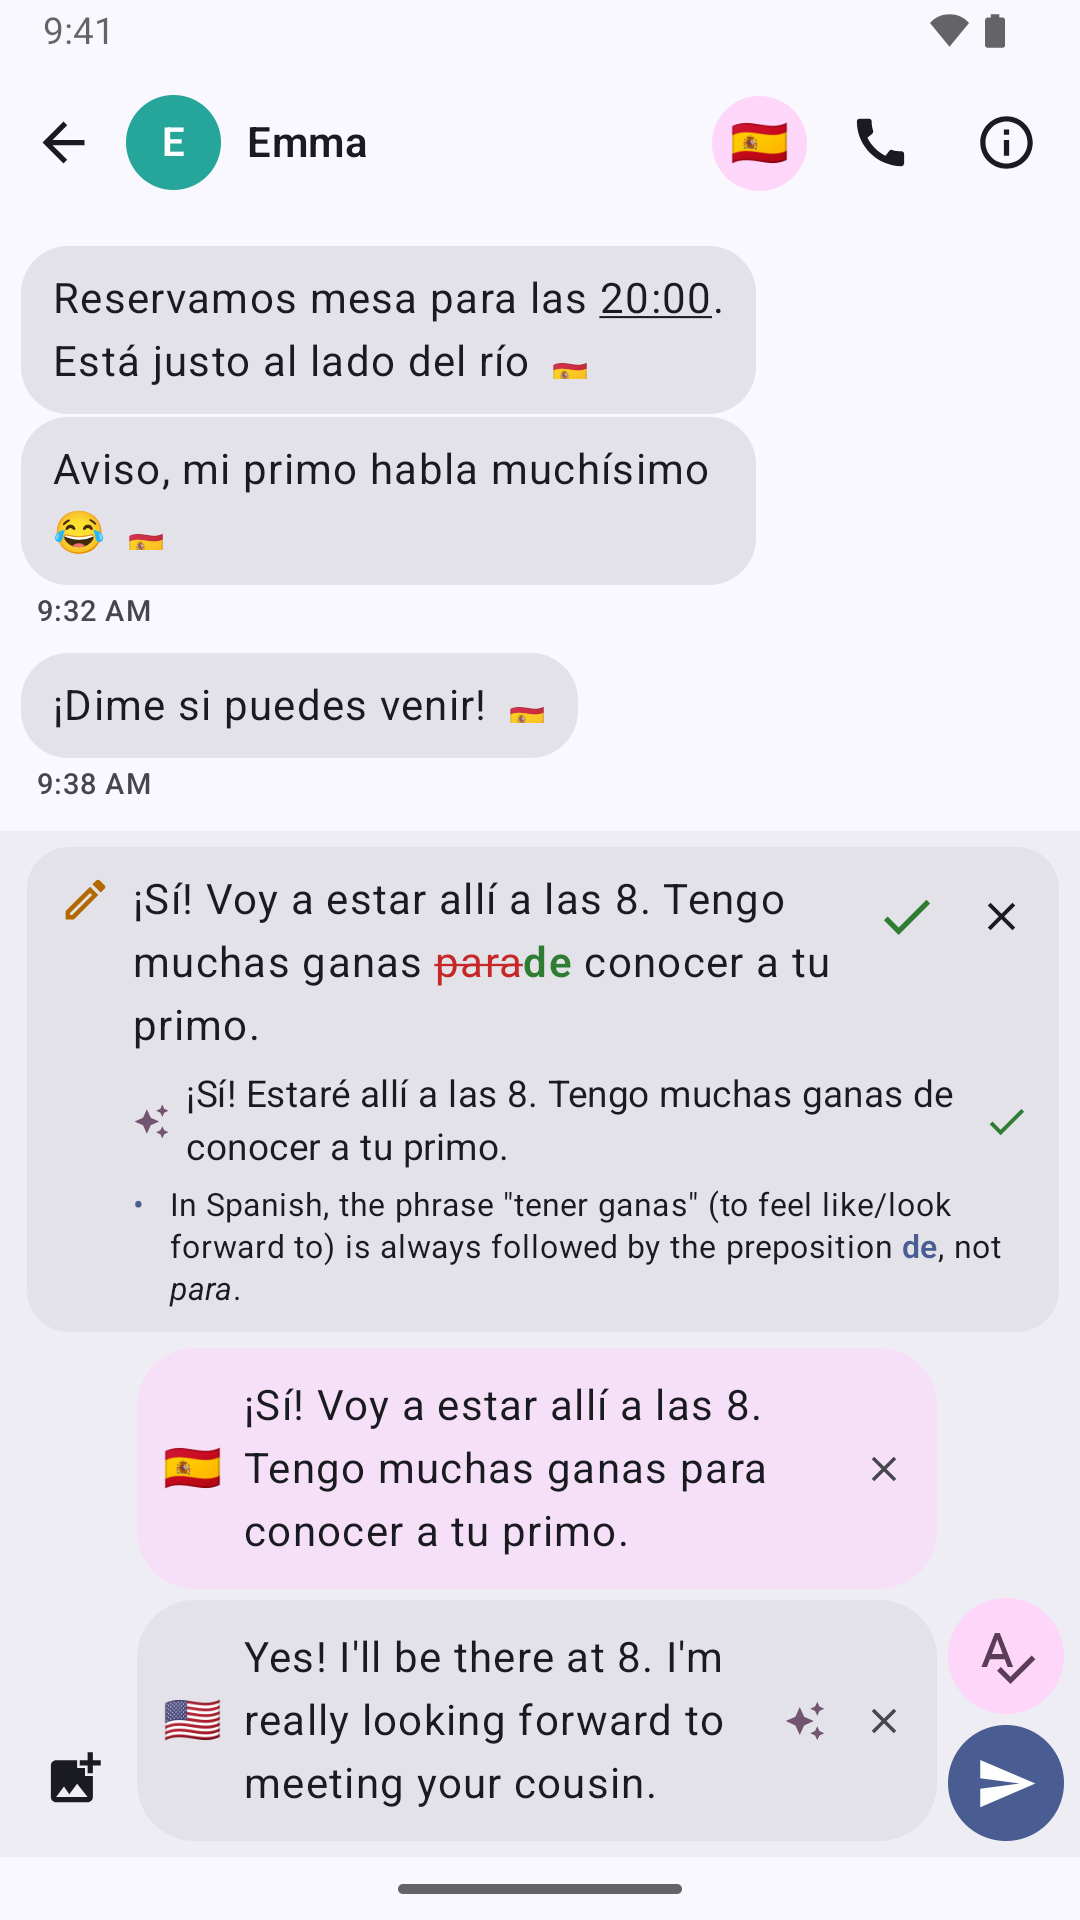 9:41
E
Emma
Reservamos mesa para las 20:00.
Está justo al lado del río
Aviso, mi primo habla muchísimo
😂
9:32 AM
¡Dime si puedes venir!
9:38 AM
¡Sí! Voy a estar allí a las 8. Tengo
muchas ganas parade conocer a tu
primo.
¡Sí! Estaré allí a las 8. Tengo muchas ganas de
conocer a tu primo.
• In Spanish, the phrase "tener ganas" (to feel like/look
forward to) is always followed by the preposition de, not
para.
¡Sí! Voy a estar allí a las 8.
Tengo muchas ganas para
conocer a tu primo.
Yes! I'll be there at 8. I'm
really looking forward to
meeting your cousin.